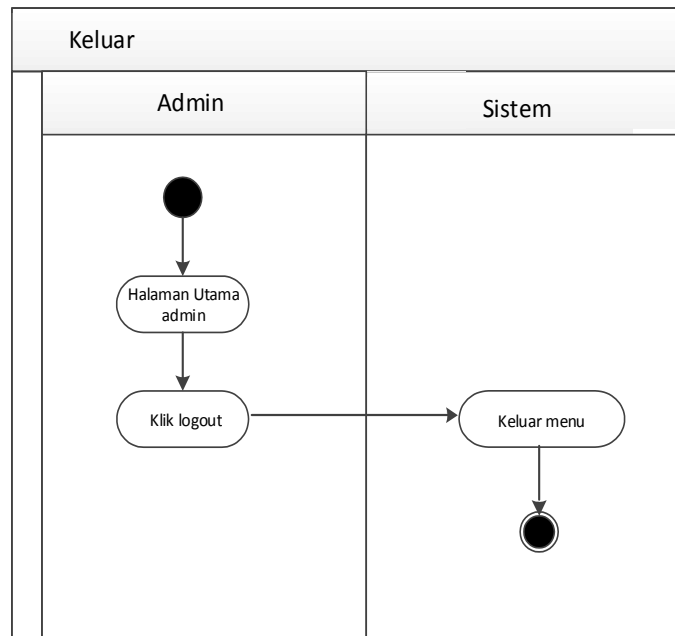 Keluar
Admin
Sistem
Halaman Utama
admin
Klik logout
Keluar menu